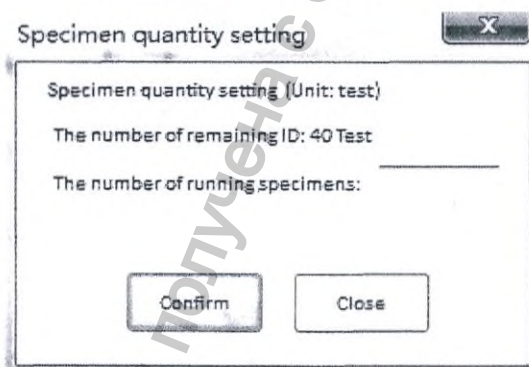 Specimen quantity setting
X
Specimen quantity setting (Unit: test)
The number of remaining ID: 40 Test
The number of running specimens:
Confirm
Close
получена с